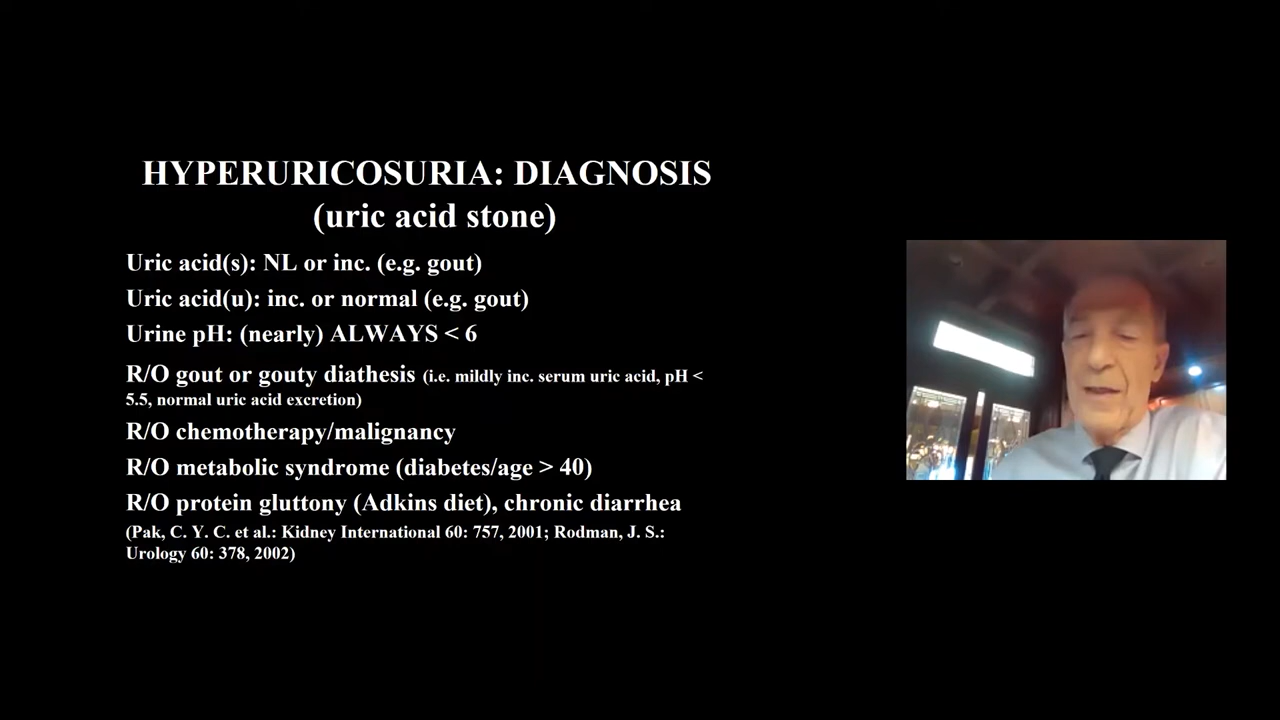 HYPERURICOSURIA: DIAGNOSIS
(uric acid stone)
Uric acid(s): NL or inc. (e.g. gout)
Uric acid(u): inc. or normal (e.g. gout)
Urine pH: (nearly) ALWAYS < 6
R/O gout or gouty diathesis (i.e. mildly inc. serum uric acid, pH <
5.5, normal uric acid excretion)
R/O chemotherapy/malignancy
R/O metabolic syndrome (diabetes/age > 40)
R/O protein gluttony (Adkins diet), chronic diarrhea
(Pak, C. Y. C. et al.: Kidney International 60: 757, 2001; Rodman, J. S.:
Urology 60: 378, 2002)